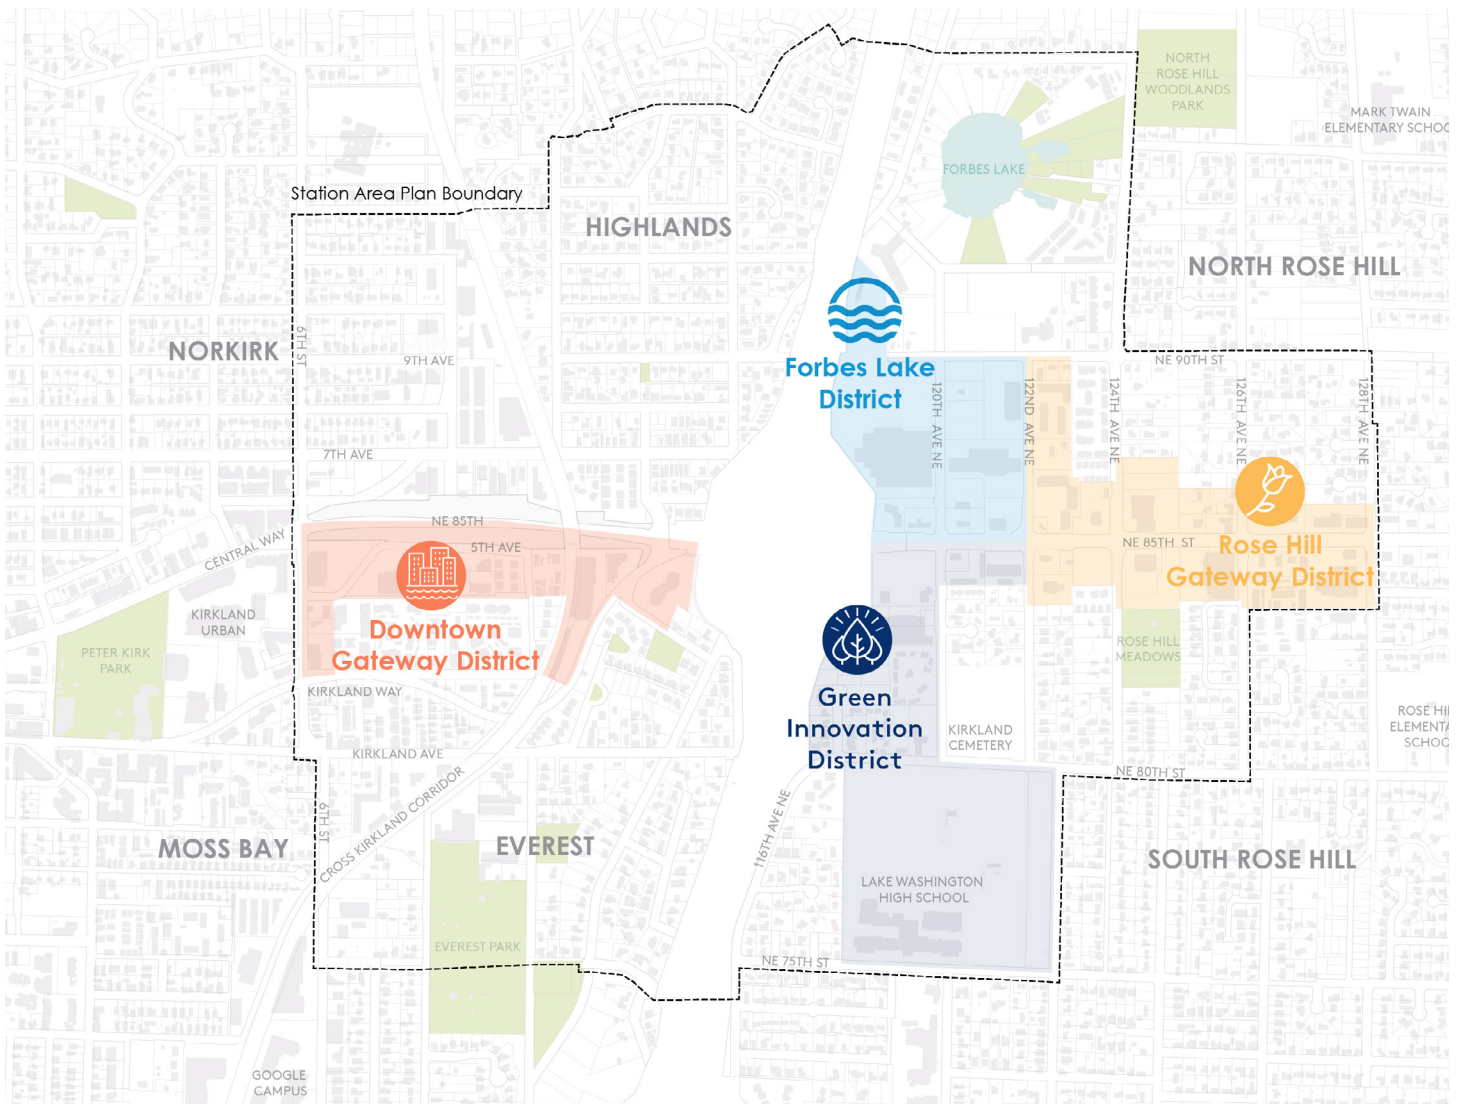 NORTH
ROSE HILL
WOODLANDS
PARK
MARK TWAIN
ELEMENTARY SCHOO
FORBES LAKE
Station Area Plan Boundary
HIGHLANDS
NORTH ROSE HILL
NORKIRK
6TH ST
9TH AVE
NE 90TH ST
Forbes Lake
District
120TH AVE NE
122ND AVE NE
124TH AVE NE
126TH AVE NE
128TH AVE NE
7TH AVE
NE 85TH
5TH AVE
CENTRAL WAY
NE 85TH ST
Rose Hill
Gateway District
KIRKLAND
URBAN
Downtown
Gateway District
PETER KIRK
PARK
ROSE HILL
MEADOWS
KIRKLAND WAY
Green
Innovation
District
KIRKLAND
CEMETERY
ROSE HI
ELEMENTA
SCHOO
KIRKLAND AVE
NE 80TH ST
6TH ST
CROSS KIRKLAND CORRIDOR
116TH AVE NE
MOSS BAY
EVEREST
SOUTH ROSE HILL
LAKE WASHINGTON
HIGH SCHOOL
EVEREST PARK
NE 75TH ST
GOOGLE
CAMPUS